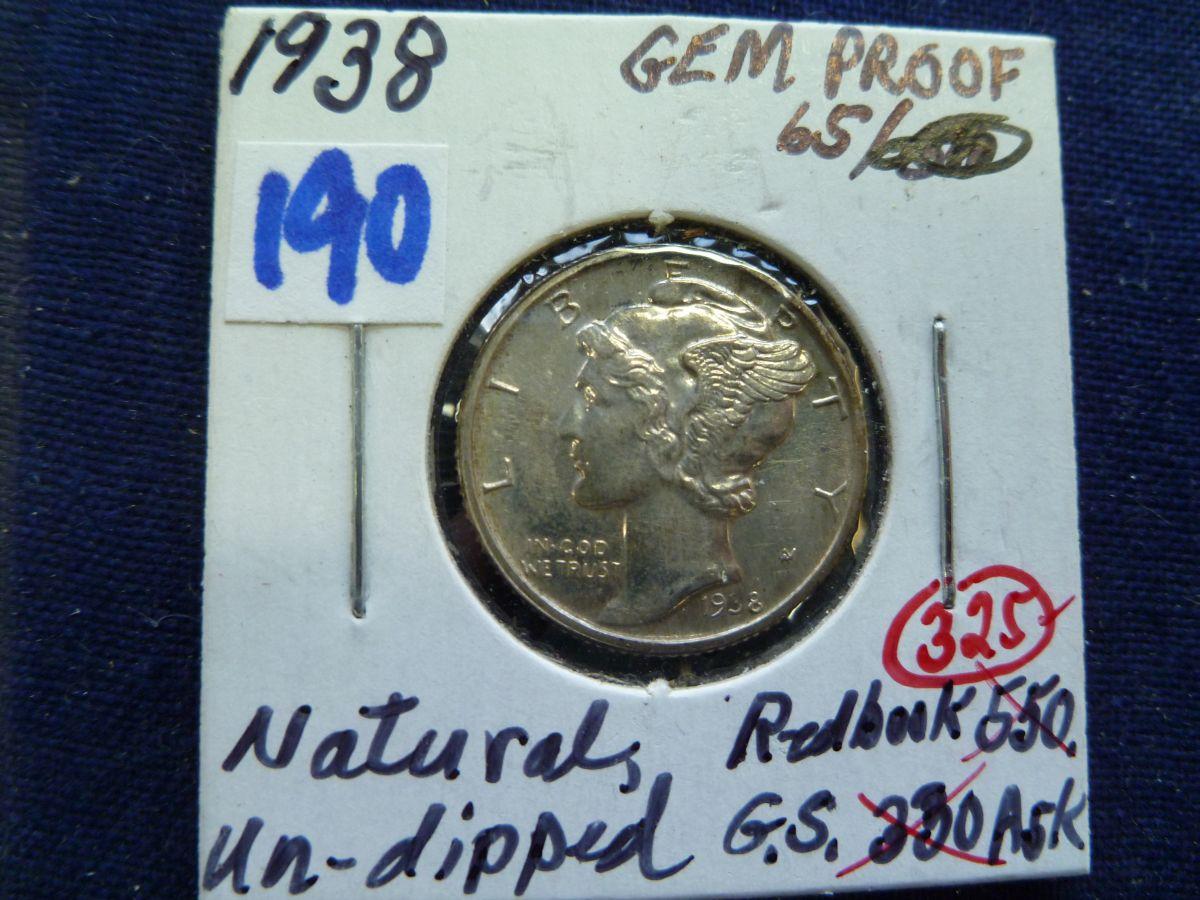 1938
GEM PROOF
65/
190
LIBERTY
IN·GOD
WE TRUST
1938
325
Natural,
Un-dipped
Redbook 550.
G.S. 330 Ask